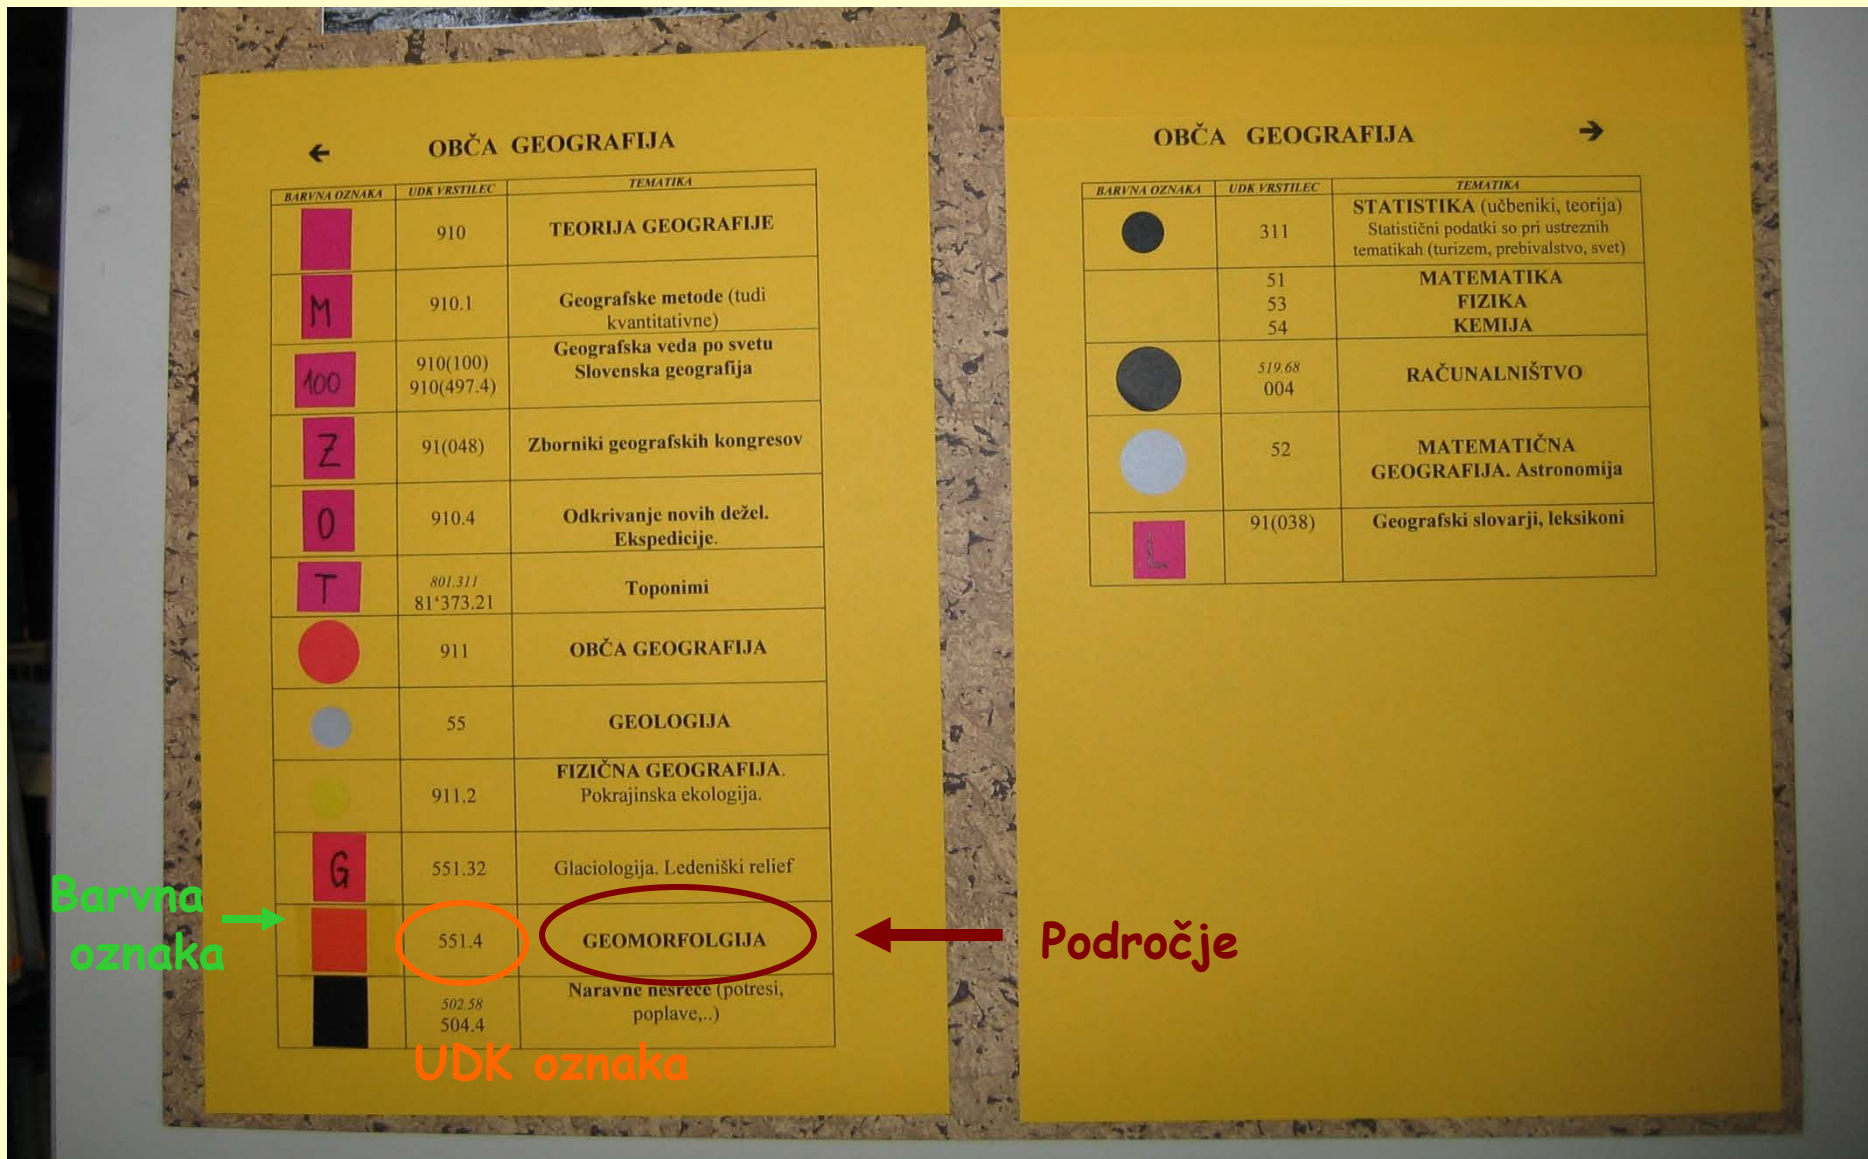 ← OBČA GEOGRAFIJA
BARVNA OZNAKA UDK VRSTILEC TEMATIKA
910 TEORIJA GEOGRAFIJE
M 910.1 Geografske metode (tudi
kvantitativne)
100 910(100) Geografska veda po svetu
910(497.4) Slovenska geografija
Z 91(048) Zborniki geografskih kongresov
O 910.4 Odkrivanje novih dežel.
Ekspedicije.
T 801.311 Toponimi
81‘373.21
911 OBČA GEOGRAFIJA
55 GEOLOGIJA
911.2 FIZIČNA GEOGRAFIJA.
Pokrajinska ekologija.
G 551.32 Glaciologija. Ledeniški relief
551.4 GEOMORFOLGIJA
502.58 Naravne nesreče (potresi,
504.4 poplave,..)
Barvna
oznaka
UDK oznaka
Področje
OBČA GEOGRAFIJA →
BARVNA OZNAKA UDK VRSTILEC TEMATIKA
311 STATISTIKA (učbeniki, teorija)
Statistični podatki so pri ustreznih
tematikah (turizem, prebivalstvo, svet)
51 MATEMATIKA
53 FIZIKA
54 KEMIJA
519.68 RAČUNALNIŠTVO
004
52 MATEMATIČNA
GEOGRAFIJA. Astronomija
L 91(038) Geografski slovarji, leksikoni